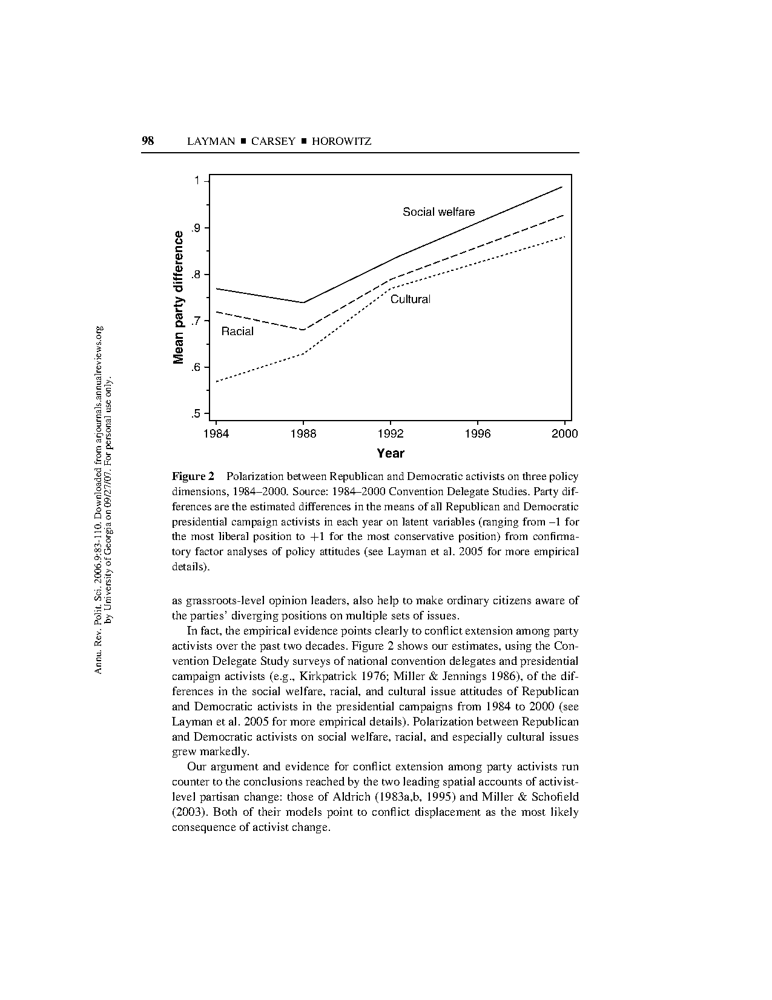 98 LAYMAN ■ CARSEY ■ HOROWITZ
1
.9
.8
.7
.6
.5
Mean party difference
Social welfare
Cultural
Racial
1984 1988 1992 1996 2000
Year
Figure 2 Polarization between Republican and Democratic activists on three policy
dimensions, 1984–2000. Source: 1984–2000 Convention Delegate Studies. Party dif-
ferences are the estimated differences in the means of all Republican and Democratic
presidential campaign activists in each year on latent variables (ranging from –1 for
the most liberal position to +1 for the most conservative position) from confirma-
tory factor analyses of policy attitudes (see Layman et al. 2005 for more empirical
details).
as grassroots-level opinion leaders, also help to make ordinary citizens aware of
the parties’ diverging positions on multiple sets of issues.
In fact, the empirical evidence points clearly to conflict extension among party
activists over the past two decades. Figure 2 shows our estimates, using the Con-
vention Delegate Study surveys of national convention delegates and presidential
campaign activists (e.g., Kirkpatrick 1976; Miller & Jennings 1986), of the dif-
ferences in the social welfare, racial, and cultural issue attitudes of Republican
and Democratic activists in the presidential campaigns from 1984 to 2000 (see
Layman et al. 2005 for more empirical details). Polarization between Republican
and Democratic activists on social welfare, racial, and especially cultural issues
grew markedly.
Our argument and evidence for conflict extension among party activists run
counter to the conclusions reached by the two leading spatial accounts of activist-
level partisan change: those of Aldrich (1983a,b, 1995) and Miller & Schofield
(2003). Both of their models point to conflict displacement as the most likely
consequence of activist change.
Annu. Rev. Polit. Sci. 2006.9:83-110. Downloaded from arjournals.annualreviews.org
by University of Georgia on 09/27/07. For personal use only.